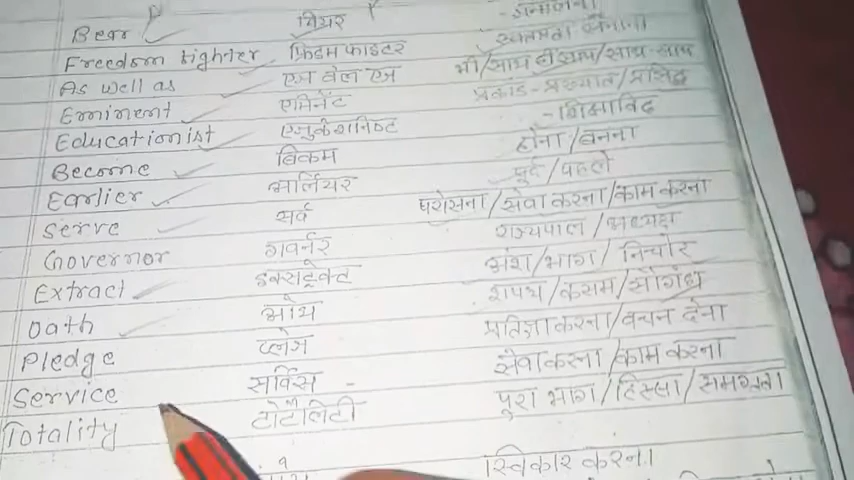 Bear बियर
Freedom fighter फ्रिडम फाइटर स्वतंत्रता सेनानी
As well as एज वेल एज भी/साथ ही साथ/साथ-साथ
Eminent एमिनेंट प्रकांड-प्रख्यात/प्रसिद्ध
Educationist एजुकेशनिष्ट -शिक्षाविद
Become बिकम होना/बनना
Earlier अर्लियर पूर्व/पहले
Serve सर्व परोसना/सेवा करना/काम करना
Governor गवर्नर राज्यपाल/अध्यक्ष
Extract इक्सट्रेक्ट अंश/भाग/निचोर
Oath ओथ शपथ/कसम/सौगंध
Pledge प्लेग प्रतिज्ञा करना/वचन देना
Service सर्विस - सेवा करना/काम करना
Totality टोटैलिटी पुरा भाग/हिस्सा/समग्रता
स्विकार करना